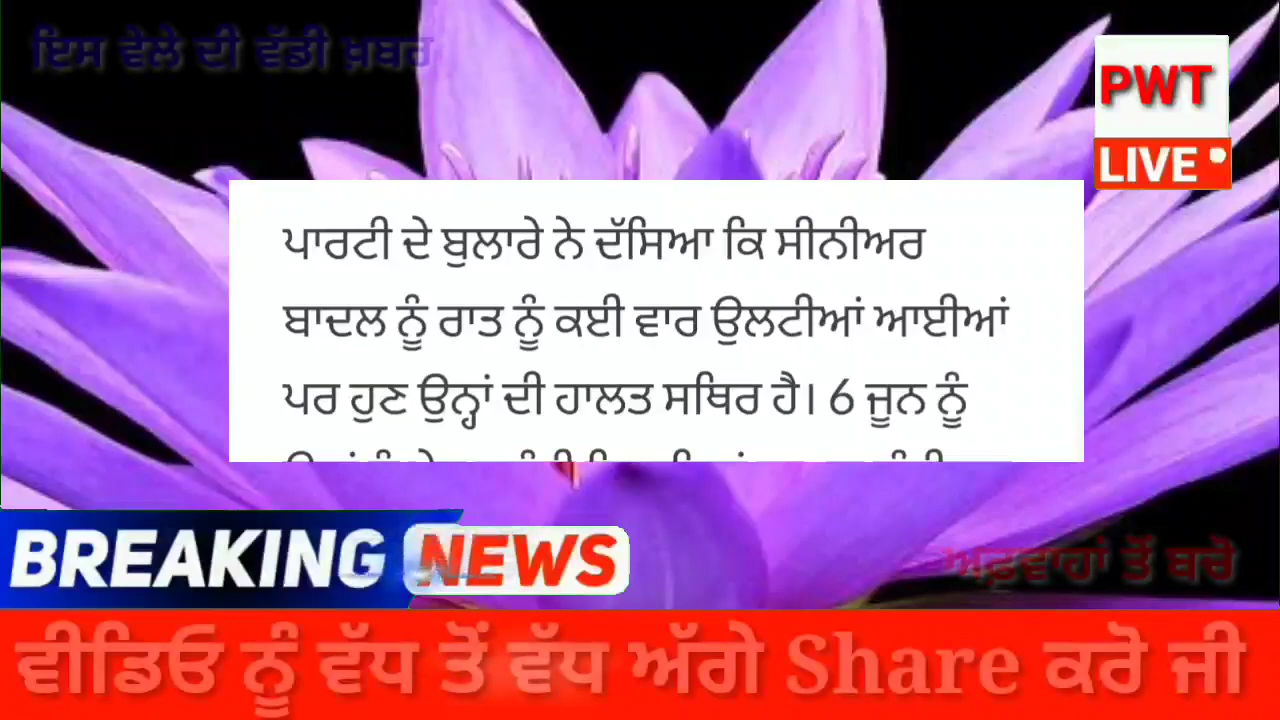 ਇਸ ਵੇਲੇ ਦੀ ਵੱਡੀ ਖ਼ਬਰ
PWT
LIVE
ਪਾਰਟੀ ਦੇ ਬੁਲਾਰੇ ਨੇ ਦੱਸਿਆ ਕਿ ਸੀਨੀਅਰ
ਬਾਦਲ ਨੂੰ ਰਾਤ ਨੂੰ ਕਈ ਵਾਰ ਉਲਟੀਆਂ ਆਈਆਂ
ਪਰ ਹੁਣ ਉਨ੍ਹਾਂ ਦੀ ਹਾਲਤ ਸਥਿਰ ਹੈ। 6 ਜੂਨ ਨੂੰ
BREAKING NEWS
ਅਫ਼ਵਾਹਾਂ ਤੋਂ ਬਚੋ
ਵੀਡਿਓ ਨੂੰ ਵੱਧ ਤੋਂ ਵੱਧ ਅੱਗੇ Share ਕਰੋ ਜੀ